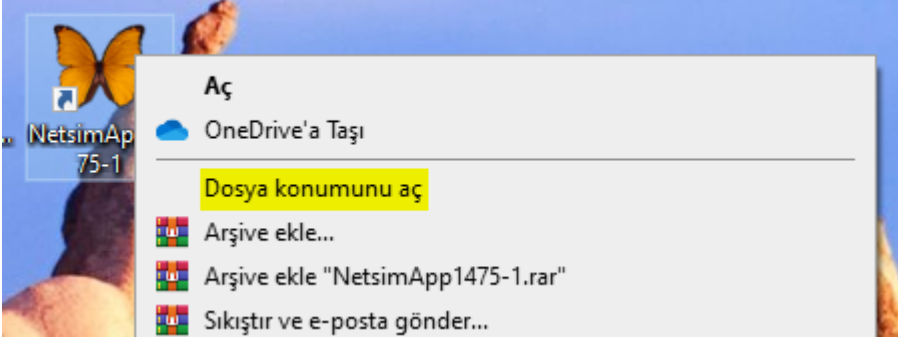 Aç
NetsimAp
75-1
OneDrive'a Taşı
Dosya konumunu aç
Arşive ekle...
Arşive ekle "NetsimApp1475-1.rar"
Sıkıştır ve e-posta gönder...